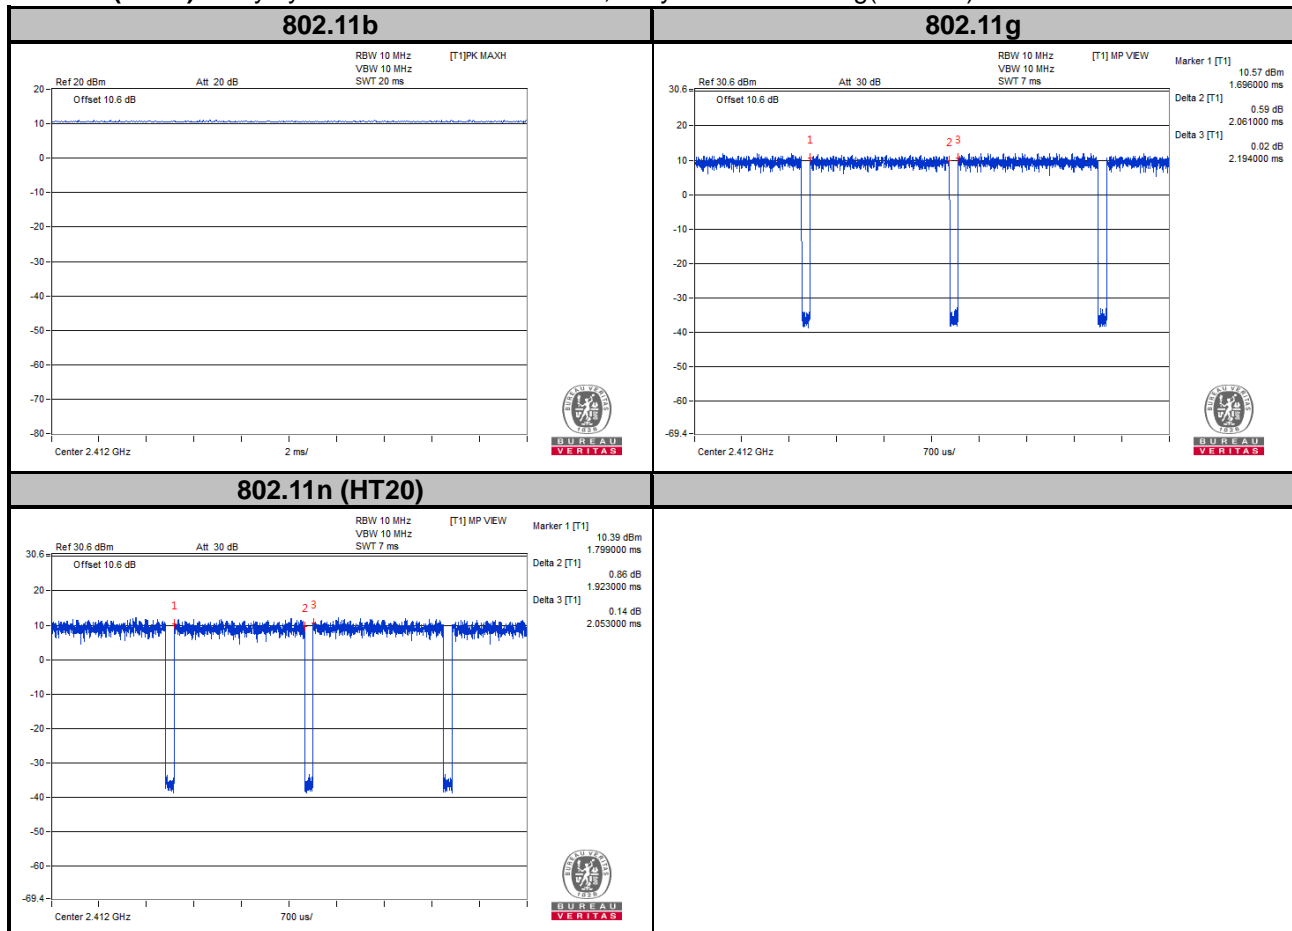 802.11b
802.11g
RBW 10 MHz [T1]PK MAXH
VBW 10 MHz
Ref 20 dBm Att 20 dB SWT 20 ms
Offset 10.6 dB
20
10
0
-10
-20
-30
-40
-50
-60
-70
-80
Center 2.412 GHz 2 ms/
BUREAU VERITAS
1828
BUREAU
VERITAS
RBW 10 MHz [T1] MP VIEW
VBW 10 MHz
Ref 30.6 dBm Att 30 dB SWT 7 ms
Marker 1 [T1]
10.57 dBm
1.696000 ms
Delta 2 [T1]
0.59 dB
2.061000 ms
Delta 3 [T1]
0.02 dB
2.194000 ms
Offset 10.6 dB
30.6
20
10
0
-10
-20
-30
-40
-50
-60
-69.4
1
2 3
Center 2.412 GHz 700 us/
BUREAU VERITAS
1828
BUREAU
VERITAS
802.11n (HT20)
RBW 10 MHz [T1] MP VIEW
VBW 10 MHz
Ref 30.6 dBm Att 30 dB SWT 7 ms
Marker 1 [T1]
10.39 dBm
1.799000 ms
Delta 2 [T1]
0.86 dB
1.923000 ms
Delta 3 [T1]
0.14 dB
2.053000 ms
Offset 10.6 dB
30.6
20
10
0
-10
-20
-30
-40
-50
-60
-69.4
1
2 3
Center 2.412 GHz 700 us/
BUREAU VERITAS
1828
BUREAU
VERITAS